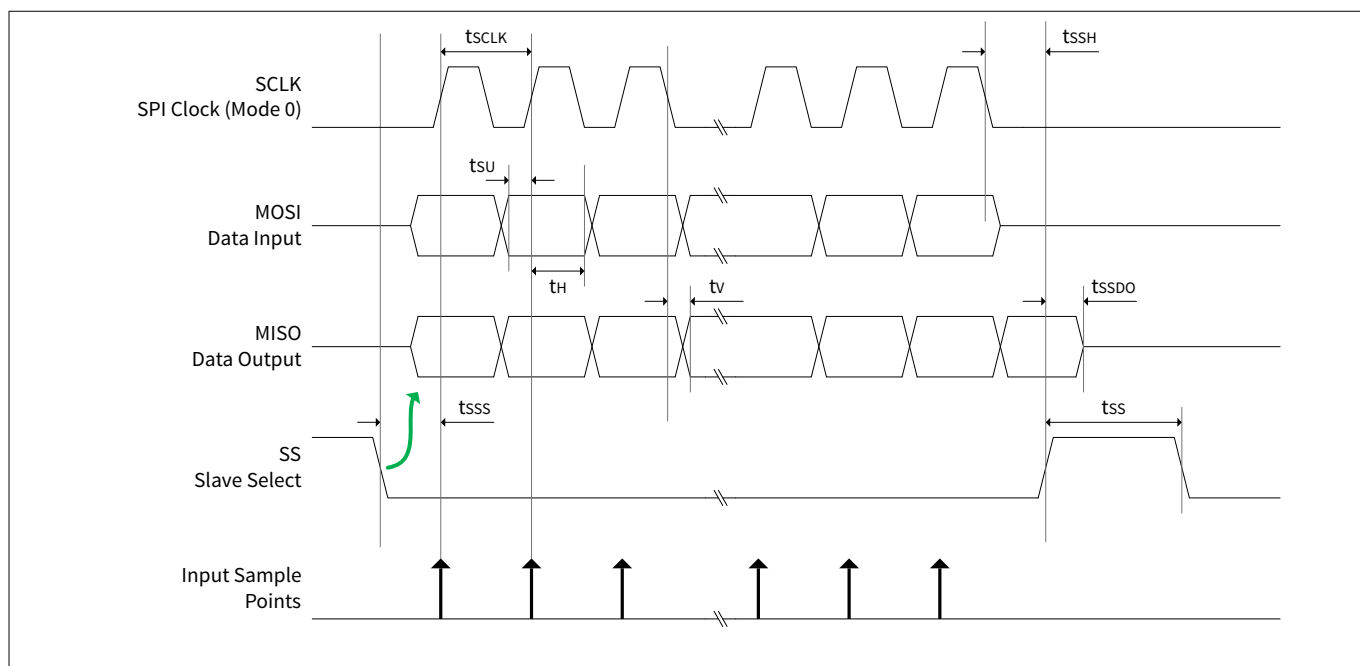 tSCLK
tSSH
SCLK
SPI Clock (Mode 0)
tSU
MOSI
Data Input
tH
tV
tSSDO
MISO
Data Output
tSSS
tSS
SS
Slave Select
Input Sample
Points